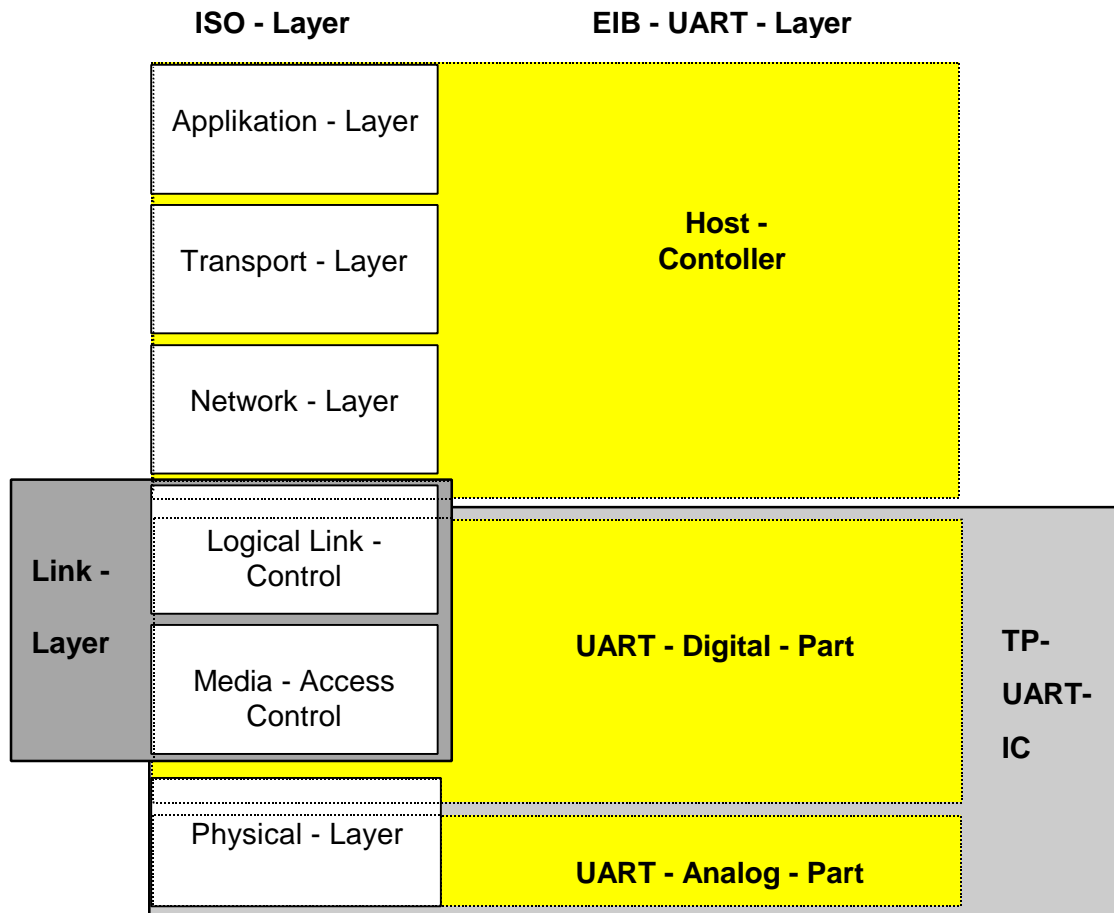 ISO - Layer
EIB - UART - Layer
Applikation - Layer
Transport - Layer
Host -
Contoller
Network - Layer
Logical Link -
Control
Link -
Layer
Media - Access
Control
UART - Digital - Part
TP-
UART-
IC
Physical - Layer
UART - Analog - Part